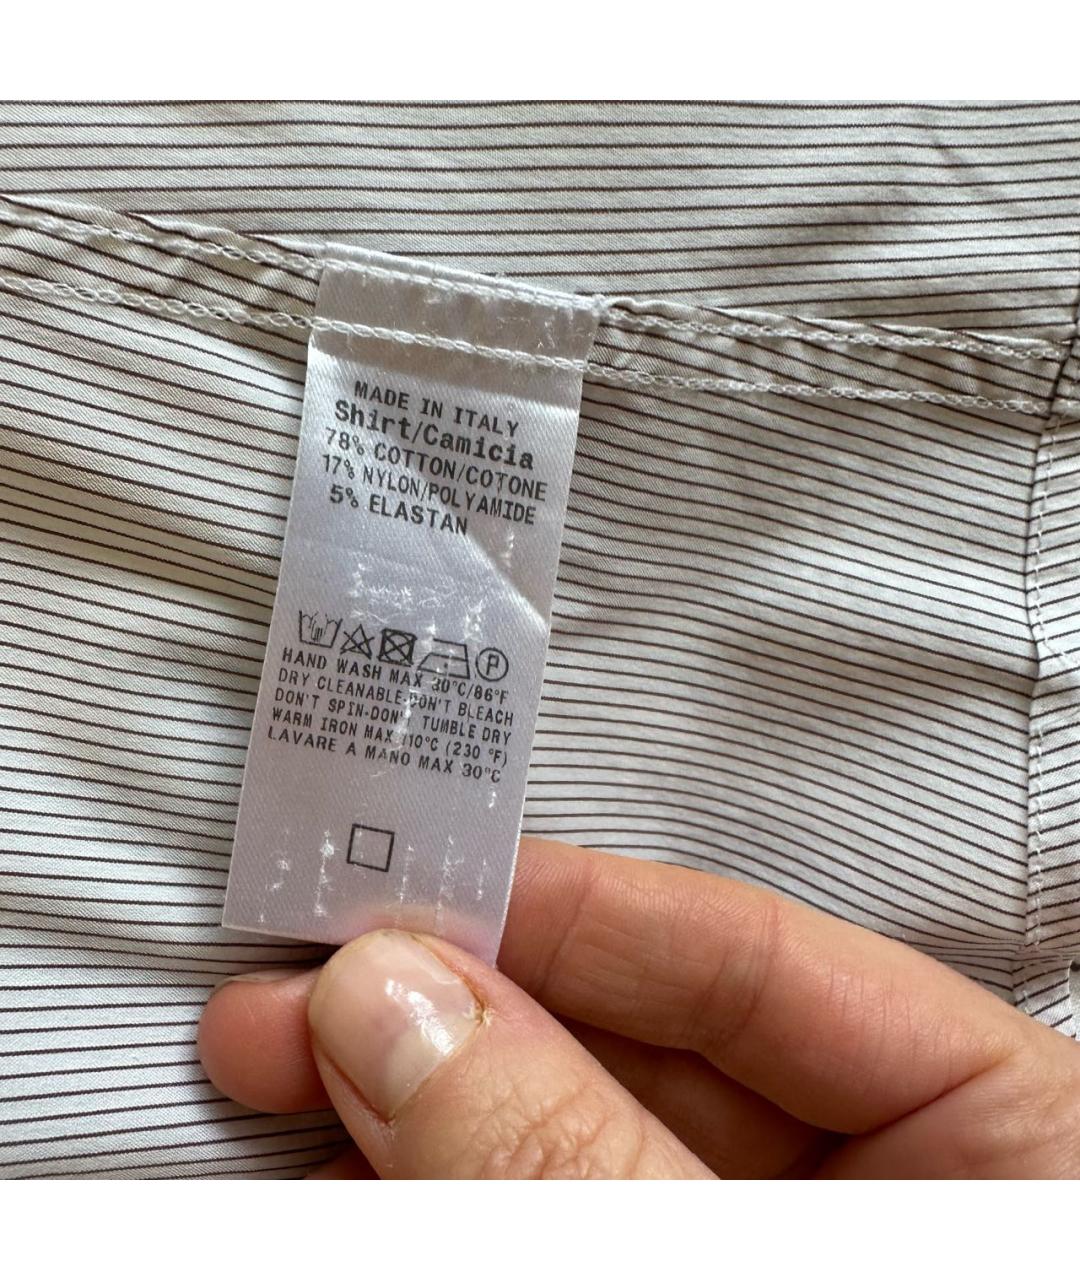 MADE IN ITALY
Shirt/Camicia
78% COTTON/COTONE
17% NYLON/POLYAMIDE
5% ELASTAN
P
HAND WASH MAX 30°C/86°F
DRY CLEANABLE-DON'T BLEACH
DON'T SPIN-DON'T TUMBLE DRY
WARM IRON MAX 110°C (230 °F)
LAVARE A MANO MAX 30°C